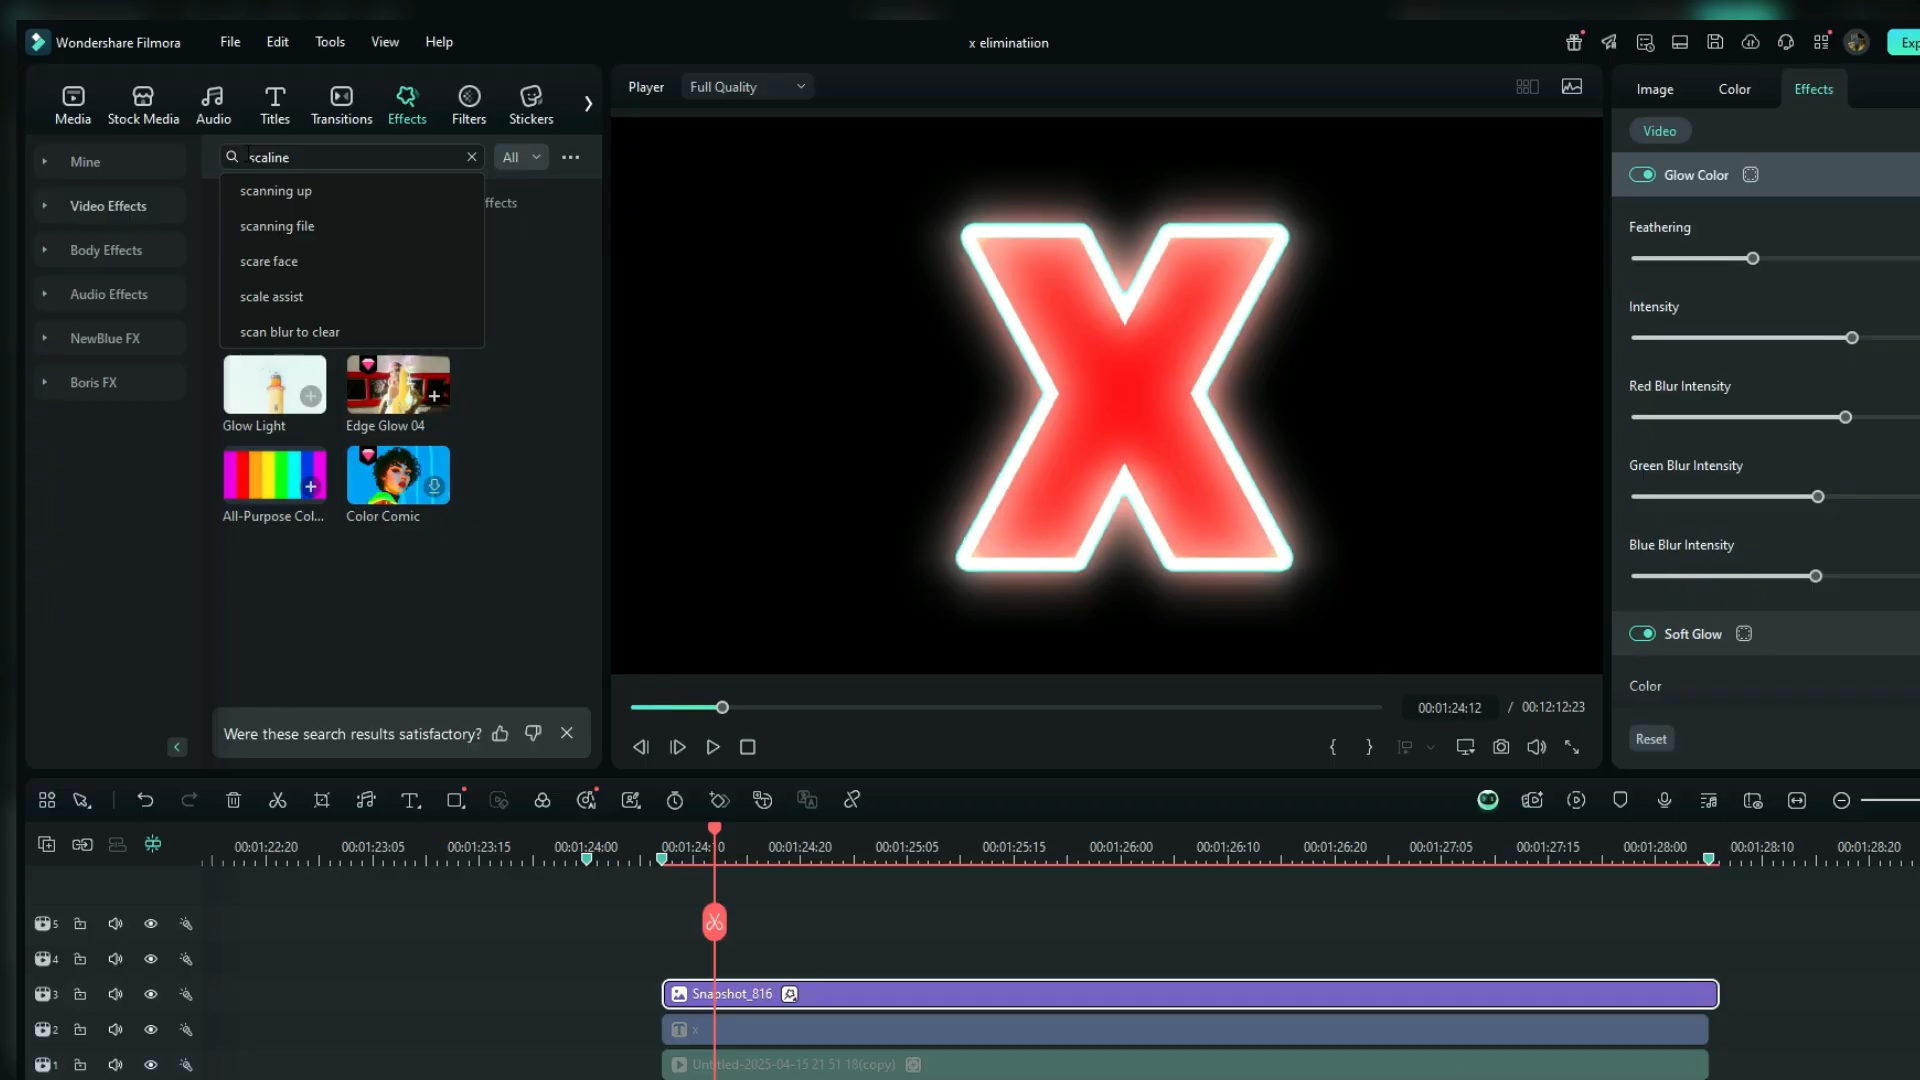 Wondershare Filmora File Edit Tools View Help x eliminatiion Exp
Media Stock Media Audio Titles Transitions Effects Filters Stickers
Player Full Quality
Image Color Effects
Video
Mine
Video Effects
Body Effects
Audio Effects
NewBlue FX
Boris FX
scaline All
scanning up
ffects
scanning file
scare face
scale assist
scan blur to clear
Glow Light Edge Glow 04
All-Purpose Col... Color Comic
Were these search results satisfactory?
X
00:01:24:12 / 00:12:12:23
Glow Color
Feathering
Intensity
Red Blur Intensity
Green Blur Intensity
Blue Blur Intensity
Soft Glow
Color
Reset
00:01:22:20 00:01:23:05 00:01:23:15 00:01:24:00 00:01:24:10 00:01:24:20 00:01:25:05 00:01:25:15 00:01:26:00 00:01:26:10 00:01:26:20 00:01:27:05 00:01:27:15 00:01:28:00 00:01:28:10 00:01:28:20
5
4
3 Snapshot_816
2 T x
1 Untitled-2025-04-15 21 51 18(copy)